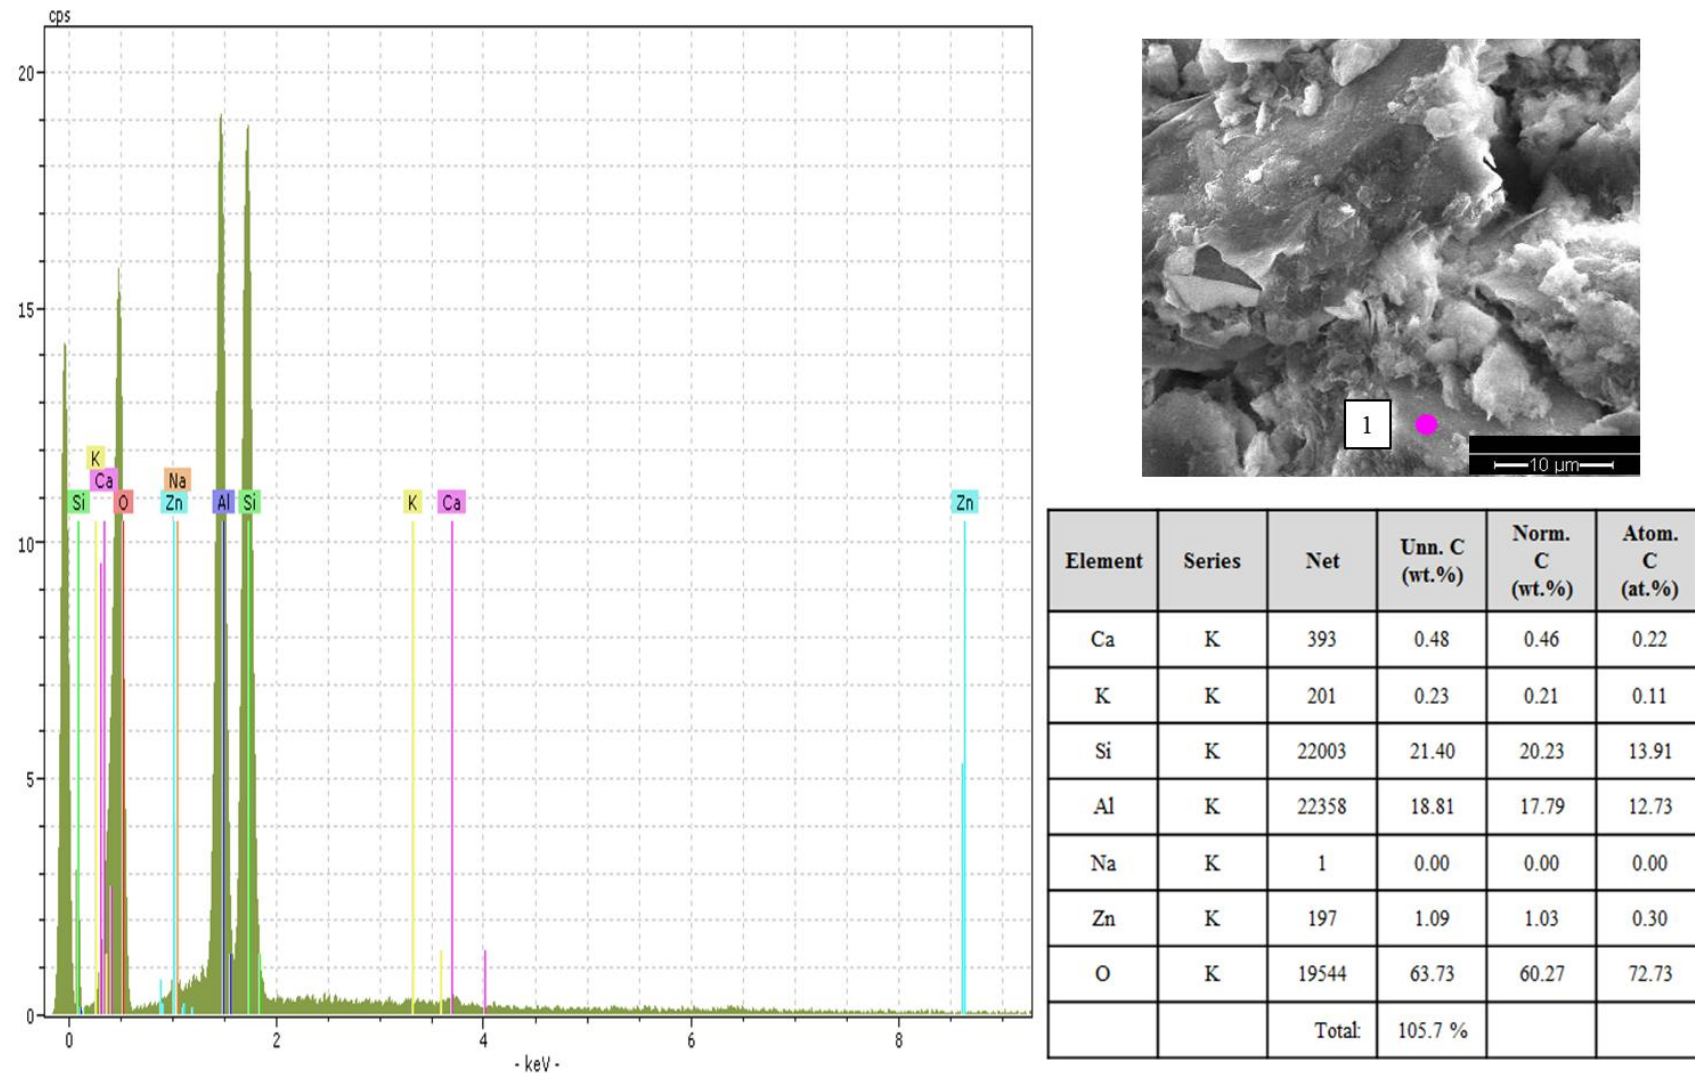 cps
20
15
10
5
0
K
Ca
Si
O
Na
Zn
Al
Si
K
Ca
Zn
0 2 4 6 8
- keV -
1
10 µm
Element Series Net Unn. C (wt.%) Norm. C (wt.%) Atom. C (at.%)
Ca K 393 0.48 0.46 0.22
K K 201 0.23 0.21 0.11
Si K 22003 21.40 20.23 13.91
Al K 22358 18.81 17.79 12.73
Na K 1 0.00 0.00 0.00
Zn K 197 1.09 1.03 0.30
O K 19544 63.73 60.27 72.73
Total: 105.7 %